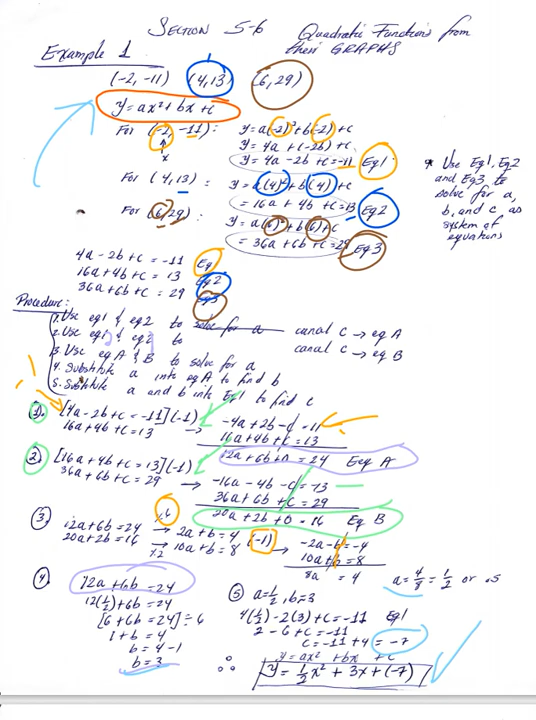 SECTION 5-6 Quadratic Functions from
their GRAPHS
Example 1
(-2, -11) (4,13) (6,29)
y = ax² + bx + c
For (-2, -11): y = a(-2)² + b(-2) + c
y = 4a + (-2b) + c
x
y = 4a - 2b + c = -11 Eq1
For (4,13): y = a(4)² + b(4) + c
= 16a + 4b + c = 13 Eq2
For (6,29): y = a(6)² + b(6) + c
= 36a + 6b + c = 29 Eq3
* Use Eq1, Eq2
and Eq3 to
solve for a,
b, and c as
system of
equations
4a - 2b + c = -11 Eq
16a + 4b + c = 13 Eq2
36a + 6b + c = 29 Eq3
Procedure:
1. Use eq1 & eq2 to solve for a cancel c → eq A
2. Use eq & eq to cancel c → eq B
3. Use eq A & B to solve for a
4. Substitute a into eq A to find b
5. Substitute a and b into Eq1 to find c
1. [4a - 2b + c = -11](-1)
16a + 4b + c = 13 →
-4a + 2b - c = 11
16a + 4b + c = 13
12a + 6b + 0 = 24 Eq A
2. [16a + 4b + c = 13](-1)
36a + 6b + c = 29 →
-16a - 4b - c = -13
36a + 6b + c = 29
20a + 2b + 0 = 16 Eq B
3. 12a + 6b = 24 ÷6 → 2a + b = 4 (-1) → -2a - b = -4
20a + 2b = 16 ÷2 → 10a + b = 8 10a + b = 8
8a = 4 a = 4/8 = 1/2 or .5
4. 12a + 6b = 24
12(1/2) + 6b = 24
[6 + 6b = 24] ÷ 6
1 + b = 4
b = 4 - 1
b = 3
5 a = 1/2, b = 3
4(1/2) - 2(3) + c = -11 Eq1
2 - 6 + c = -11
c = -11 + 4 = -7
y = ax² + bx + c
∴ y = 1/2x² + 3x + (-7)